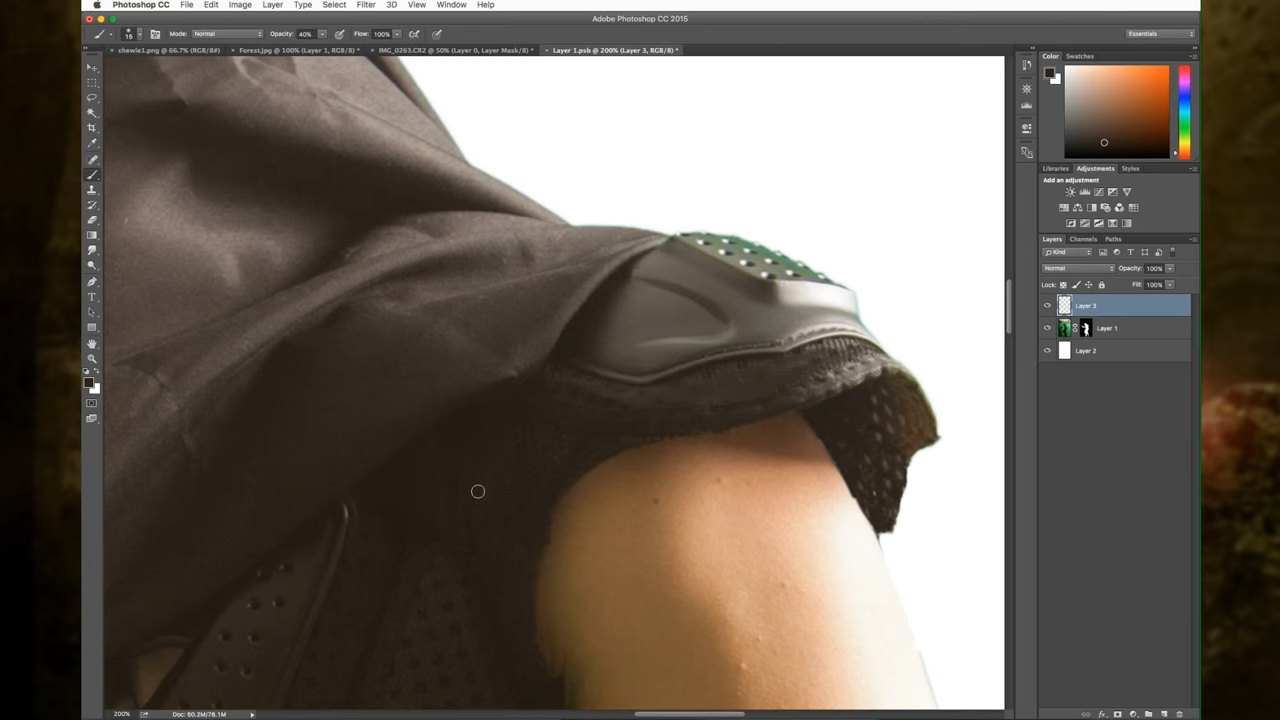 Photoshop CC File Edit Image Layer Type Select Filter 3D View Window Help
Adobe Photoshop CC 2015
15 Mode: Normal Opacity: 40% Flow: 100% Essentials
× chewie1.png @ 66.7% (RGB/8#) × Forest.jpg @ 100% (Layer 1, RGB/8) * × IMG_0263.CR2 @ 50% (Layer 0, Layer Mask/8) * × Layer 1.psb @ 200% (Layer 3, RGB/8) *
Color Swatches
Libraries Adjustments Styles
Add an adjustment
Layers Channels Paths
Kind
Normal Opacity: 100%
Lock: Fill: 100%
Layer 3
Layer 1
Layer 2
200% Doc: 60.2M/78.1M